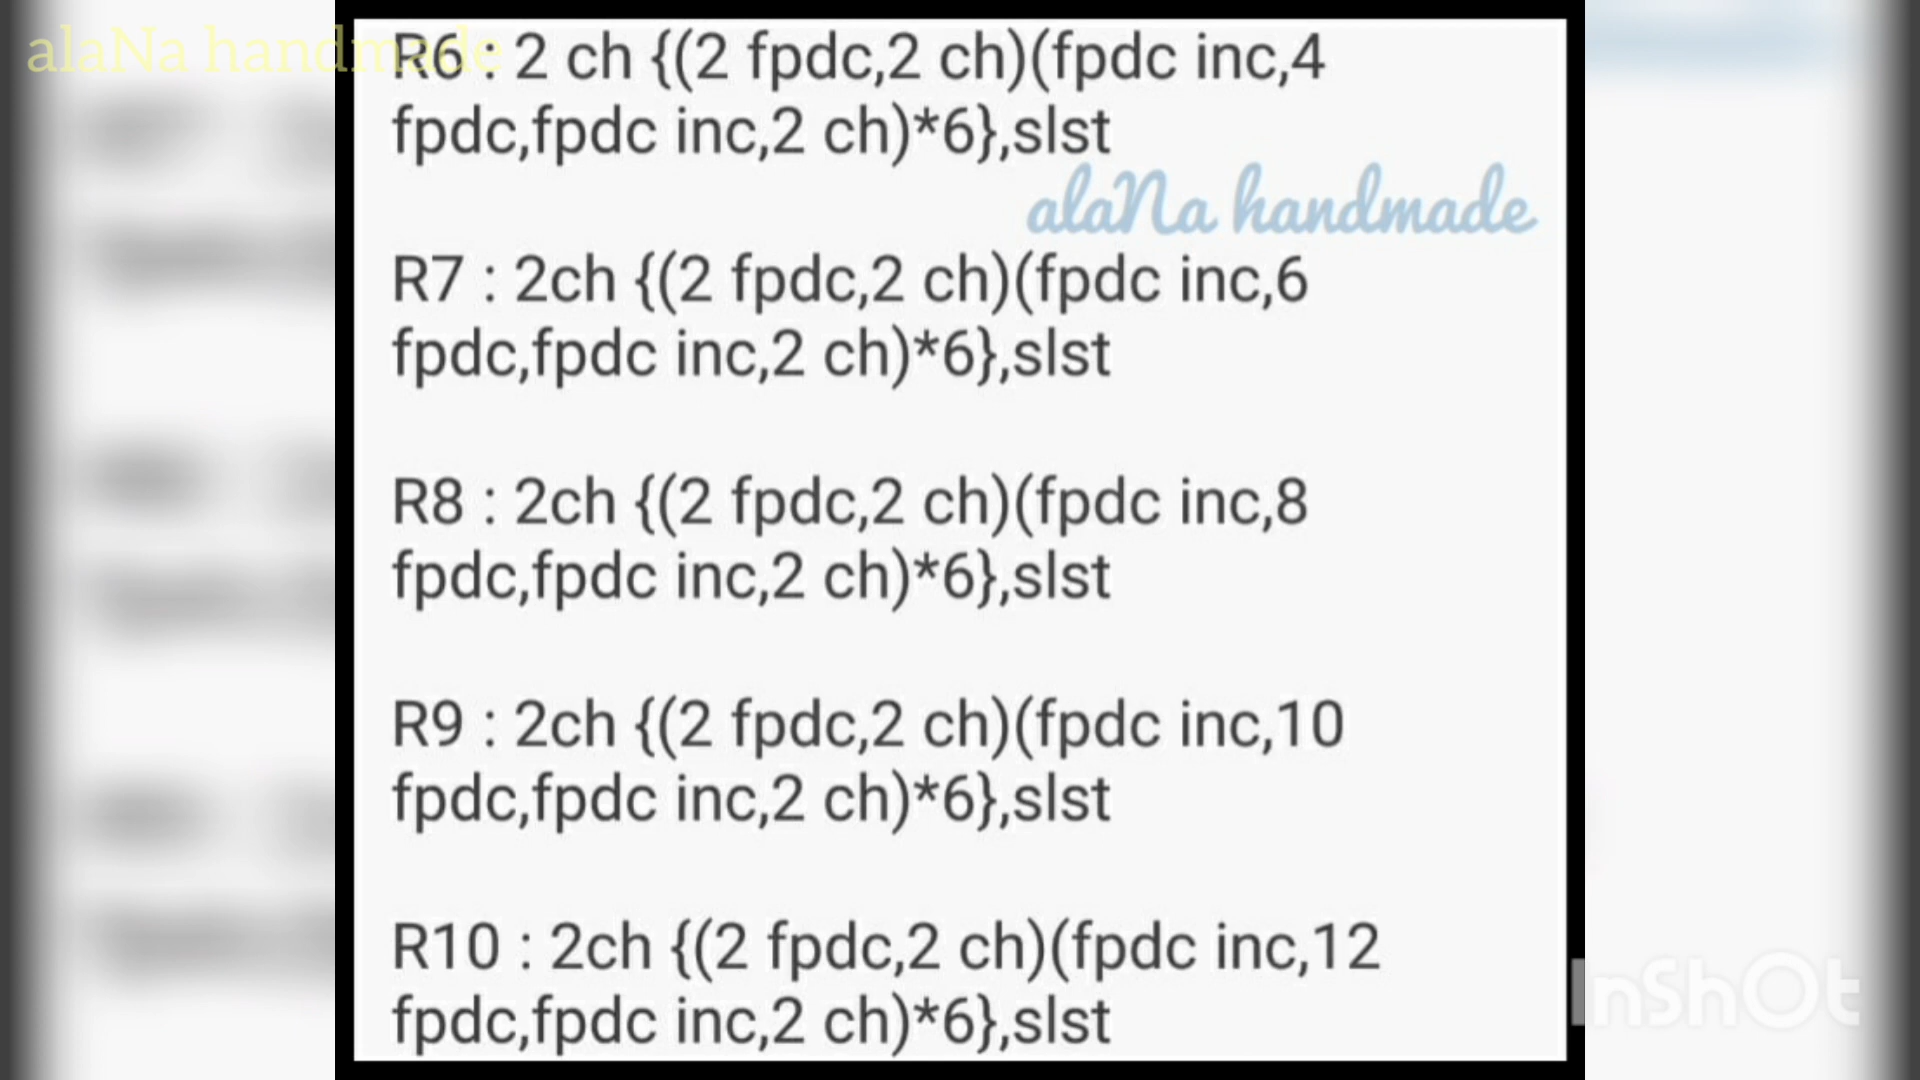 alaNa handmade
R6 : 2 ch {(2 fpdc,2 ch)(fpdc inc,4
fpdc,fpdc inc,2 ch)*6},slst
alaNa handmade
R7 : 2ch {(2 fpdc,2 ch)(fpdc inc,6
fpdc,fpdc inc,2 ch)*6},slst
R8 : 2ch {(2 fpdc,2 ch)(fpdc inc,8
fpdc,fpdc inc,2 ch)*6},slst
R9 : 2ch {(2 fpdc,2 ch)(fpdc inc,10
fpdc,fpdc inc,2 ch)*6},slst
R10 : 2ch {(2 fpdc,2 ch)(fpdc inc,12
fpdc,fpdc inc,2 ch)*6},slst
InShOt